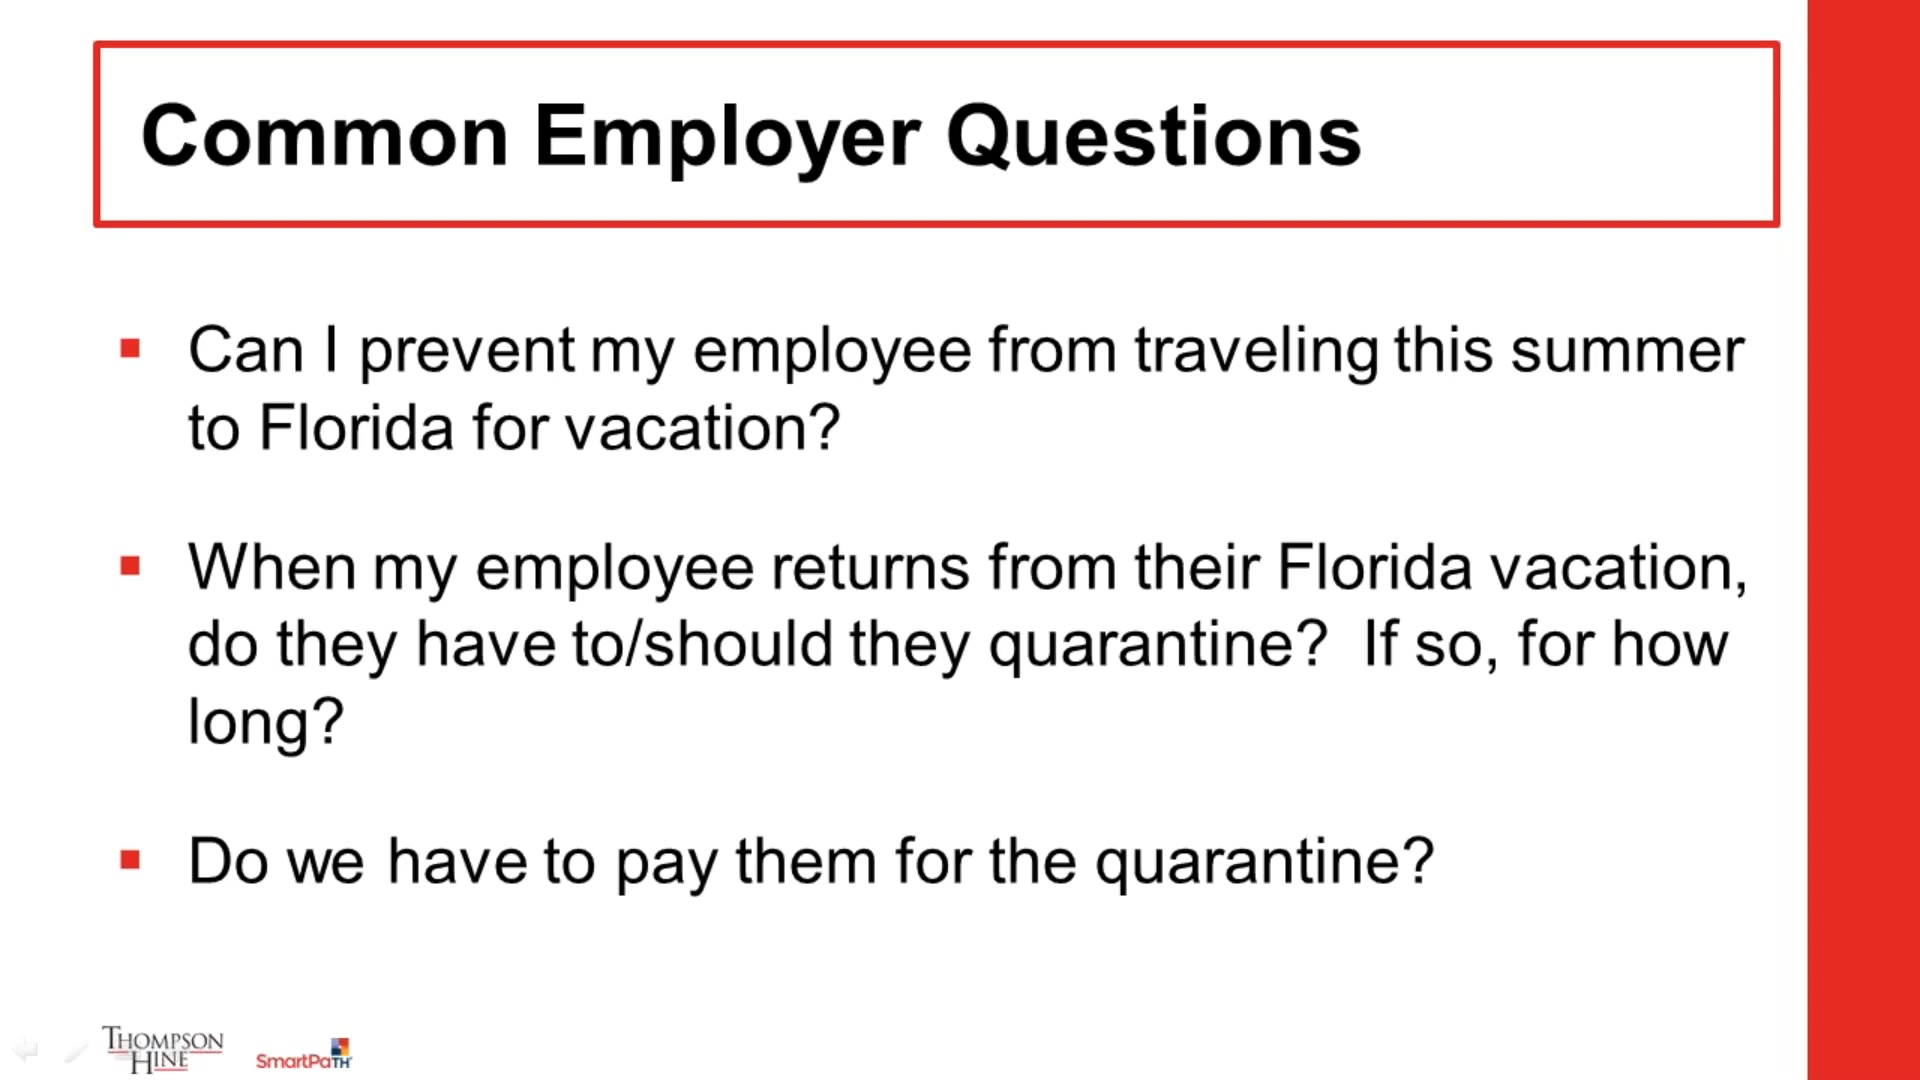 Common Employer Questions
Can I prevent my employee from traveling this summer
to Florida for vacation?
When my employee returns from their Florida vacation,
do they have to/should they quarantine?  If so, for how
long?
Do we have to pay them for the quarantine?
THOMPSON
HINE
SmartPaTH